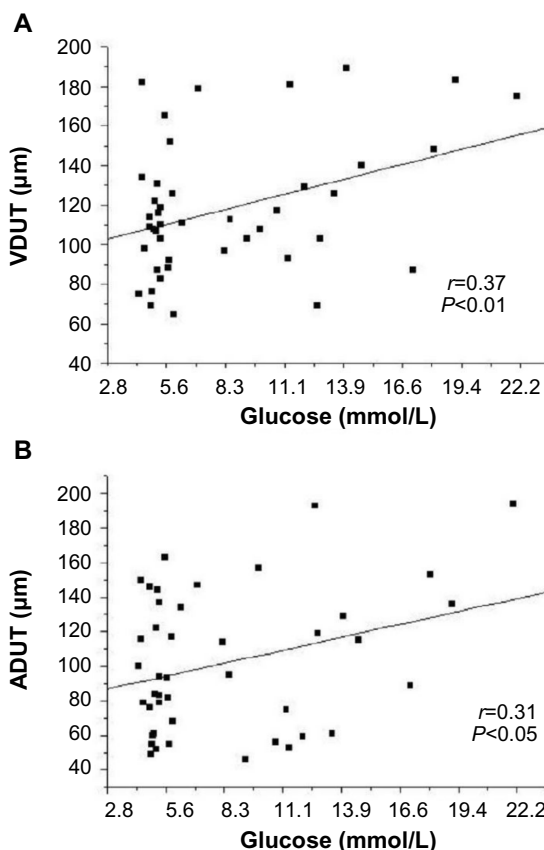 A
200
180
160
140
120
100
80
60
40
VDUT (µm)
r=0.37
P<0.01
2.8 5.6 8.3 11.1 13.9 16.6 19.4 22.2
Glucose (mmol/L)
B
200
180
160
140
120
100
80
60
40
ADUT (µm)
r=0.31
P<0.05
2.8 5.6 8.3 11.1 13.9 16.6 19.4 22.2
Glucose (mmol/L)